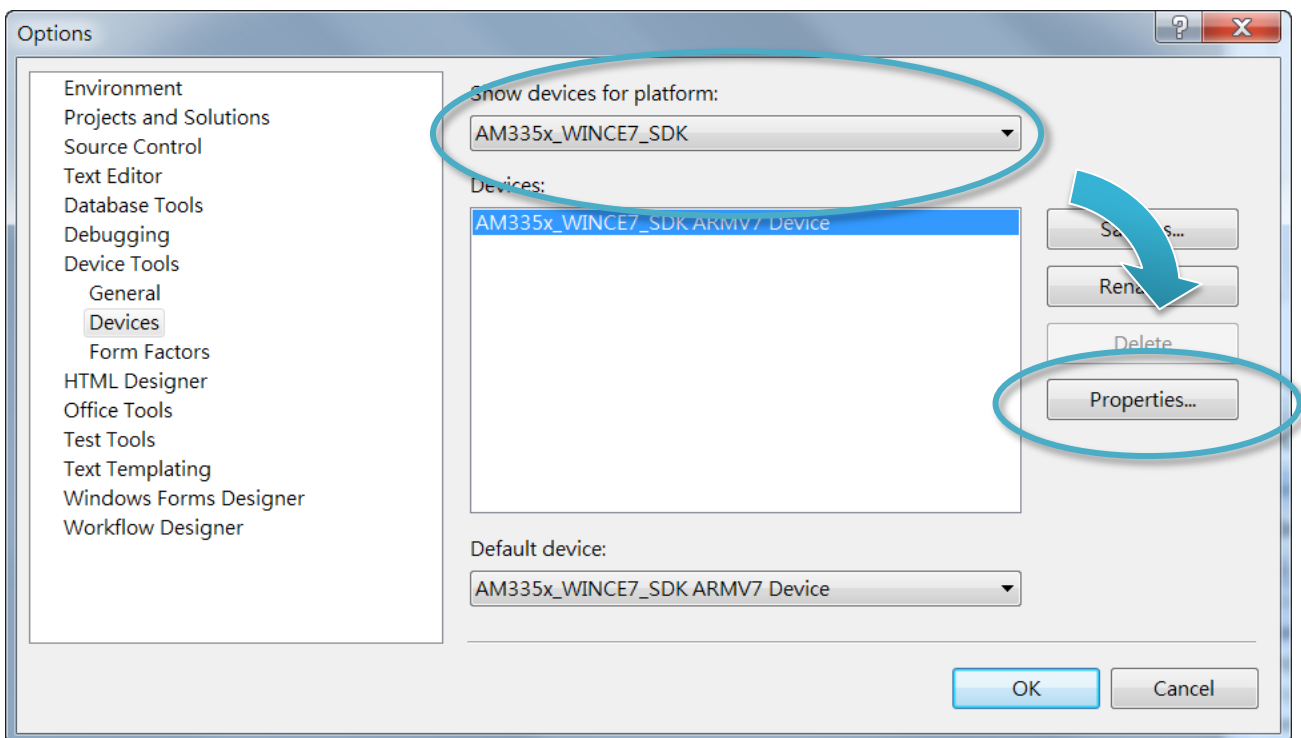 Options
Environment
Projects and Solutions
Source Control
Text Editor
Database Tools
Debugging
Device Tools
General
Devices
Form Factors
HTML Designer
Office Tools
Test Tools
Text Templating
Windows Forms Designer
Workflow Designer
Show devices for platform:
AM335x_WINCE7_SDK
Devices:
AM335x_WINCE7_SDK ARMV7 Device
Delete
Properties...
Default device:
AM335x_WINCE7_SDK ARMV7 Device
OK
Cancel